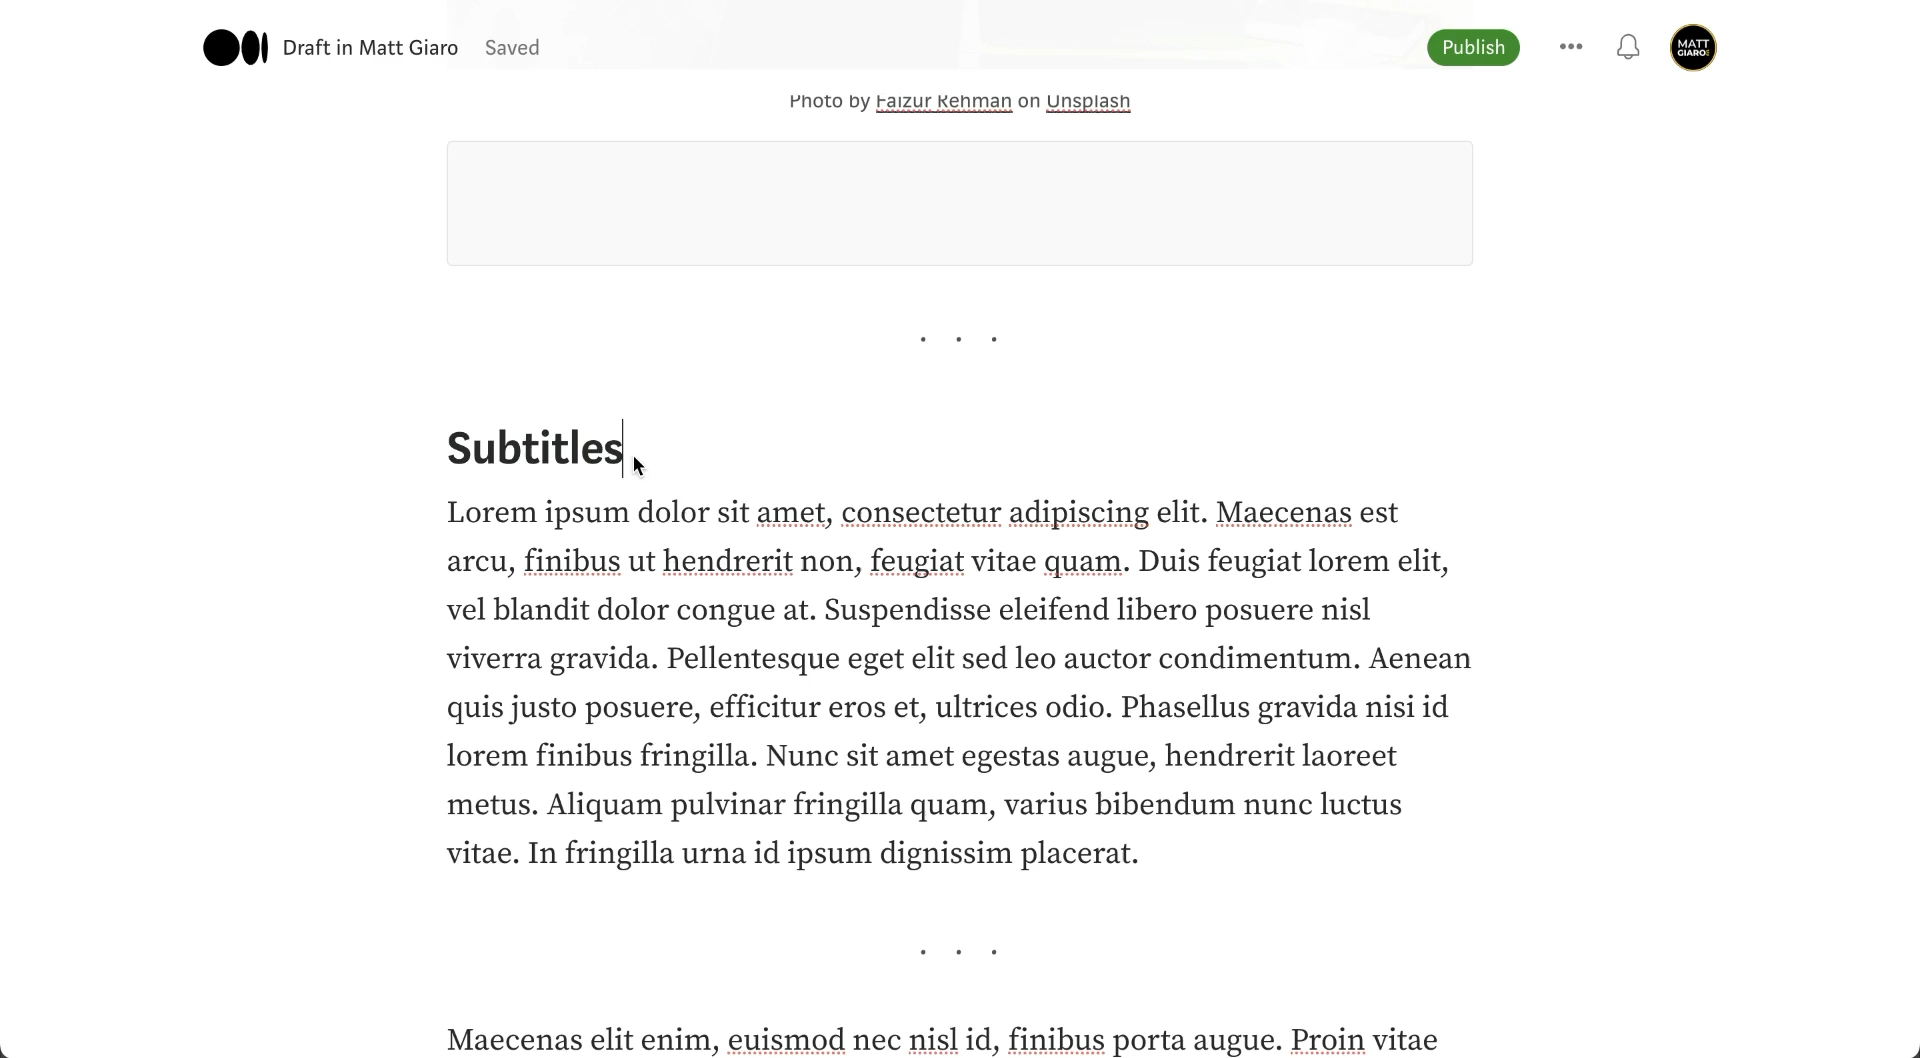 Draft in Matt Giaro Saved Publish ••• MATT
GIARO
Photo by Faizur Rehman on Unsplash
. . .
Subtitles
Lorem ipsum dolor sit amet, consectetur adipiscing elit. Maecenas est
arcu, finibus ut hendrerit non, feugiat vitae quam. Duis feugiat lorem elit,
vel blandit dolor congue at. Suspendisse eleifend libero posuere nisl
viverra gravida. Pellentesque eget elit sed leo auctor condimentum. Aenean
quis justo posuere, efficitur eros et, ultrices odio. Phasellus gravida nisi id
lorem finibus fringilla. Nunc sit amet egestas augue, hendrerit laoreet
metus. Aliquam pulvinar fringilla quam, varius bibendum nunc luctus
vitae. In fringilla urna id ipsum dignissim placerat.
. . .
Maecenas elit enim, euismod nec nisl id, finibus porta augue. Proin vitae